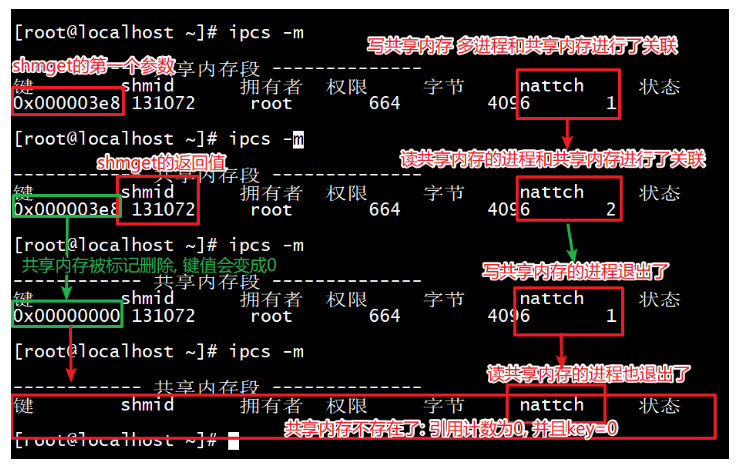 [root@localhost ~]# ipcs -m
写共享内存 多进程和共享内存进行了关联
shmget的第一个参数
享内存段 --------------
键 shmid 拥有者 权限 字节 nattch 状态
0x000003e8 131072 root 664 4096 1
[root@localhost ~]# ipcs -m
shmget的返回值
读共享内存的进程和共享内存进行了关联
------------ 共享内存段 --------------
键 shmid 拥有者 权限 字节 nattch 状态
0x000003e8 131072 root 664 4096 2
[root@localhost ~]# ipcs -m
共享内存被标记删除, 键值会变成0
写共享内存的进程退出了
------------ 共享内存段 --------------
键 shmid 拥有者 权限 字节 nattch 状态
0x00000000 131072 root 664 4096 1
[root@localhost ~]# ipcs -m
读共享内存的进程也退出了
------------ 共享内存段 --------------
键 shmid 拥有者 权限 字节 nattch 状态
共享内存不存在了: 引用计数为0, 并且key=0
[root@localhost ~]#